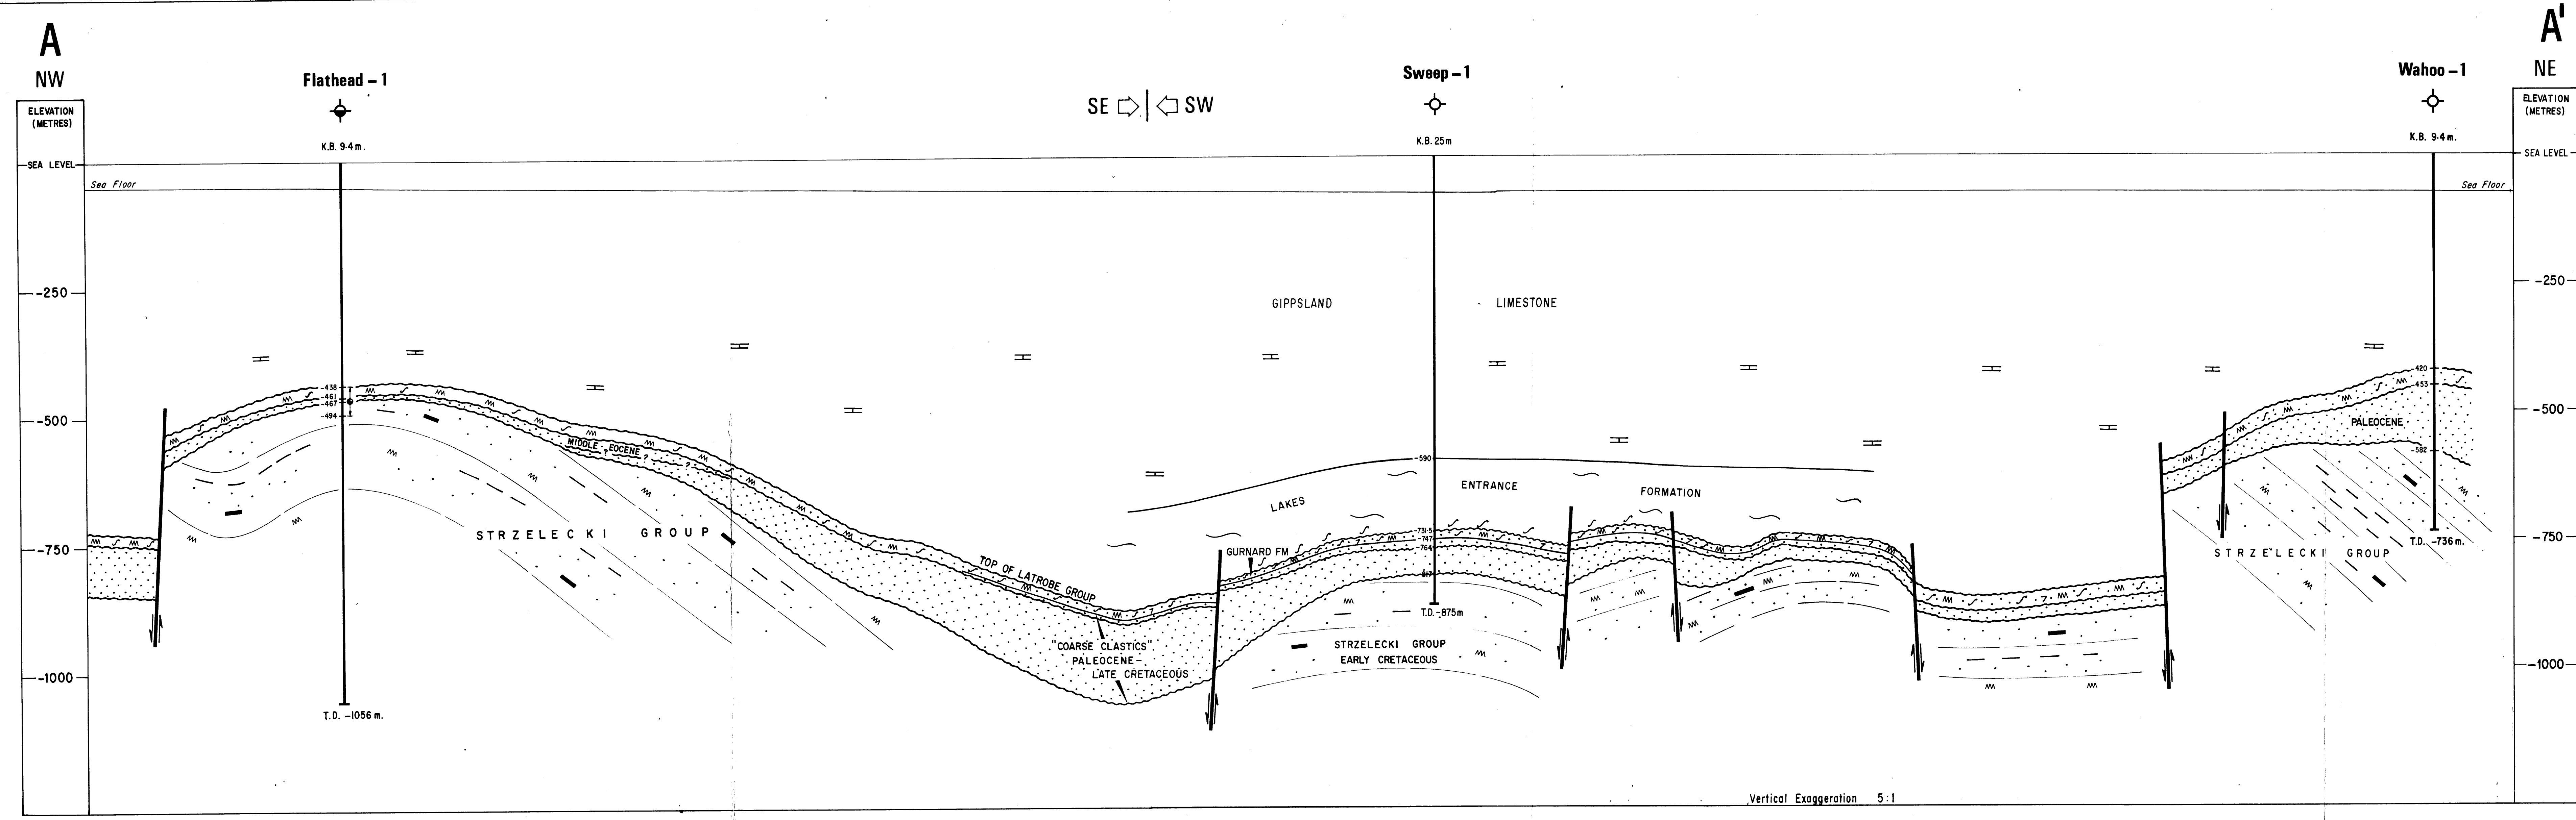 A
NW
ELEVATION
(METRES)
SEA LEVEL
Sea Floor
-250
-500
-750
-1000
Flathead – 1
K.B. 9·4 m.
-438
-461
-467
-494
T.D. -1056 m.
MIDDLE EOCENE ?
? ?
STRZELECKI GROUP
SE SW
TOP OF LATROBE GROUP
"COARSE CLASTICS"
PALEOCENE-
LATE CRETACEOUS
GIPPSLAND LIMESTONE
Sweep – 1
K.B. 25m
-590
LAKES ENTRANCE FORMATION
GURNARD FM
-731·5
-747
-764
-817
T.D.-875m
STRZELECKI GROUP
EARLY CRETACEOUS
Wahoo – 1
K.B. 9·4 m.
-420
-453
PALEOCENE
-582
T.D. -736 m.
STRZELECKI GROUP
A'
NE
ELEVATION
(METRES)
SEA LEVEL
Sea Floor
-250
-500
-750
-1000
Vertical Exaggeration 5:1